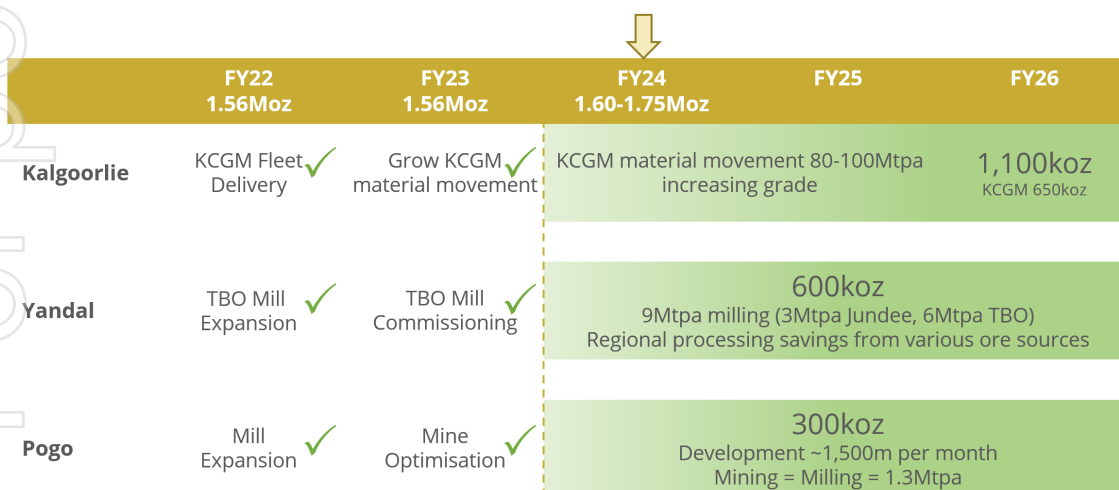 FY22 FY23 FY24 FY25 FY26
1.56Moz 1.56Moz 1.60-1.75Moz
Kalgoorlie
KCGM Fleet
Delivery
Grow KCGM
material movement
KCGM material movement 80-100Mtpa
increasing grade
1,100koz
KCGM 650koz
Yandal
TBO Mill
Expansion
TBO Mill
Commissioning
600koz
9Mtpa milling (3Mtpa Jundee, 6Mtpa TBO)
Regional processing savings from various ore sources
Pogo
Mill
Expansion
Mine
Optimisation
300koz
Development ~1,500m per month
Mining = Milling = 1.3Mtpa